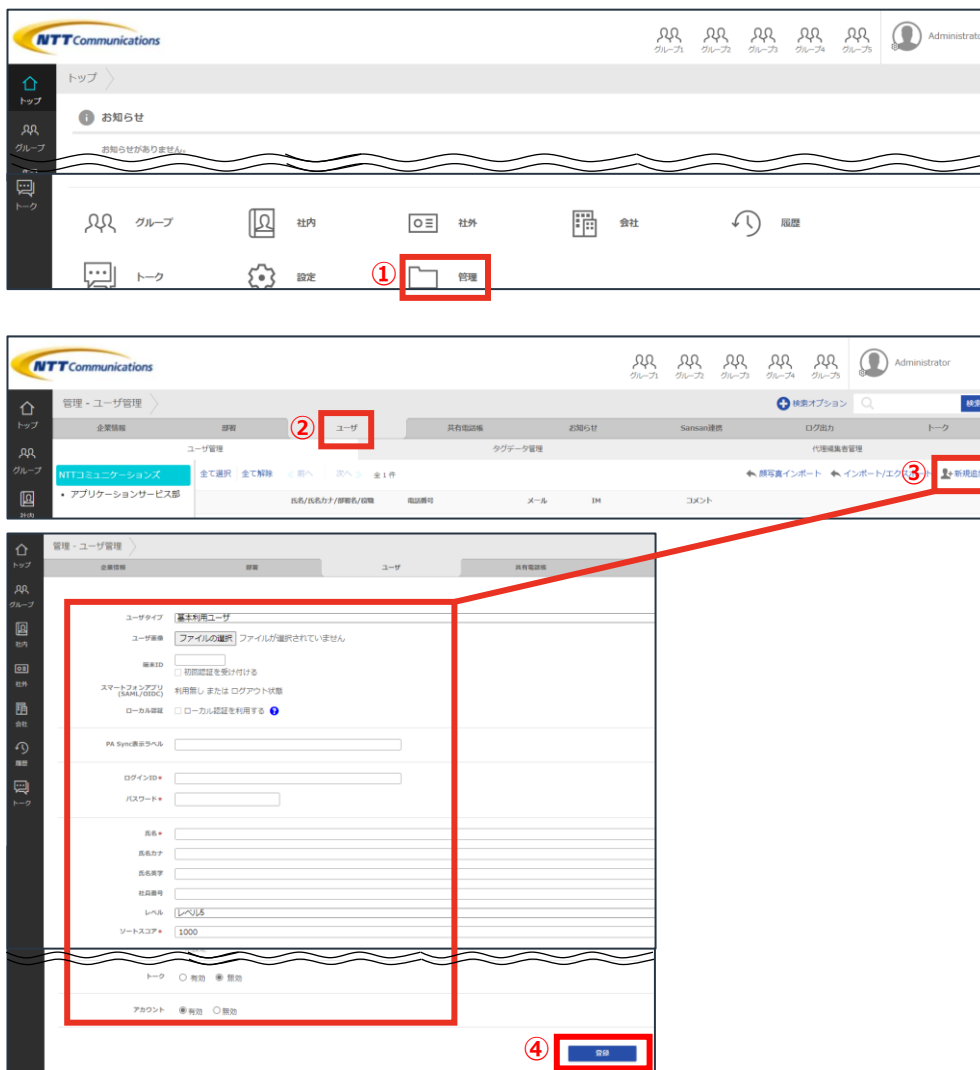 NTT Communications
グループ1 グループ2 グループ3 グループ4 グループ5 Administrato
トップ
トップ
お知らせ
グループ
お知らせがありません。
トーク
グループ 社内 社外 会社 履歴
トーク 設定 ① 管理
NTT Communications
グループ1 グループ2 グループ3 グループ4 グループ5 Administrator
管理 - ユーザ管理 検索オプション 検索
トップ
企業情報 部署 ② ユーザ 共有電話帳 お知らせ Sansan連携 ログ出力 トーク
ユーザ管理 タグデータ管理 代理編集者管理
グループ
NTTコミュニケーションズ 全て選択 全て解除 < 前へ 次へ > 全 1 件 顔写真インポート インポート/エクスポート ③ 新規追
・ アプリケーションサービス部
氏名/氏名カナ/部署名/役職 電話番号 メール IM コメント
社内
管理 - ユーザ管理
トップ
企業情報 部署 ユーザ 共有電話帳
グループ
ユーザタイプ 基本利用ユーザ
ユーザ画像 ファイルの選択 ファイルが選択されていません
社内
端末ID
初回認証を受け付ける
社外
スマートフォンアプリ (SAML/OIDC) 利用無し または ログアウト状態
ローカル認証 ローカル認証を利用する ?
会社
PA Sync表示ラベル
履歴
ログインID*
パスワード*
トーク
氏名*
氏名カナ
氏名英字
社員番号
レベル レベル5
ソートスコア* 1000
トーク 有効 無効
アカウント 有効 無効
④ 登録